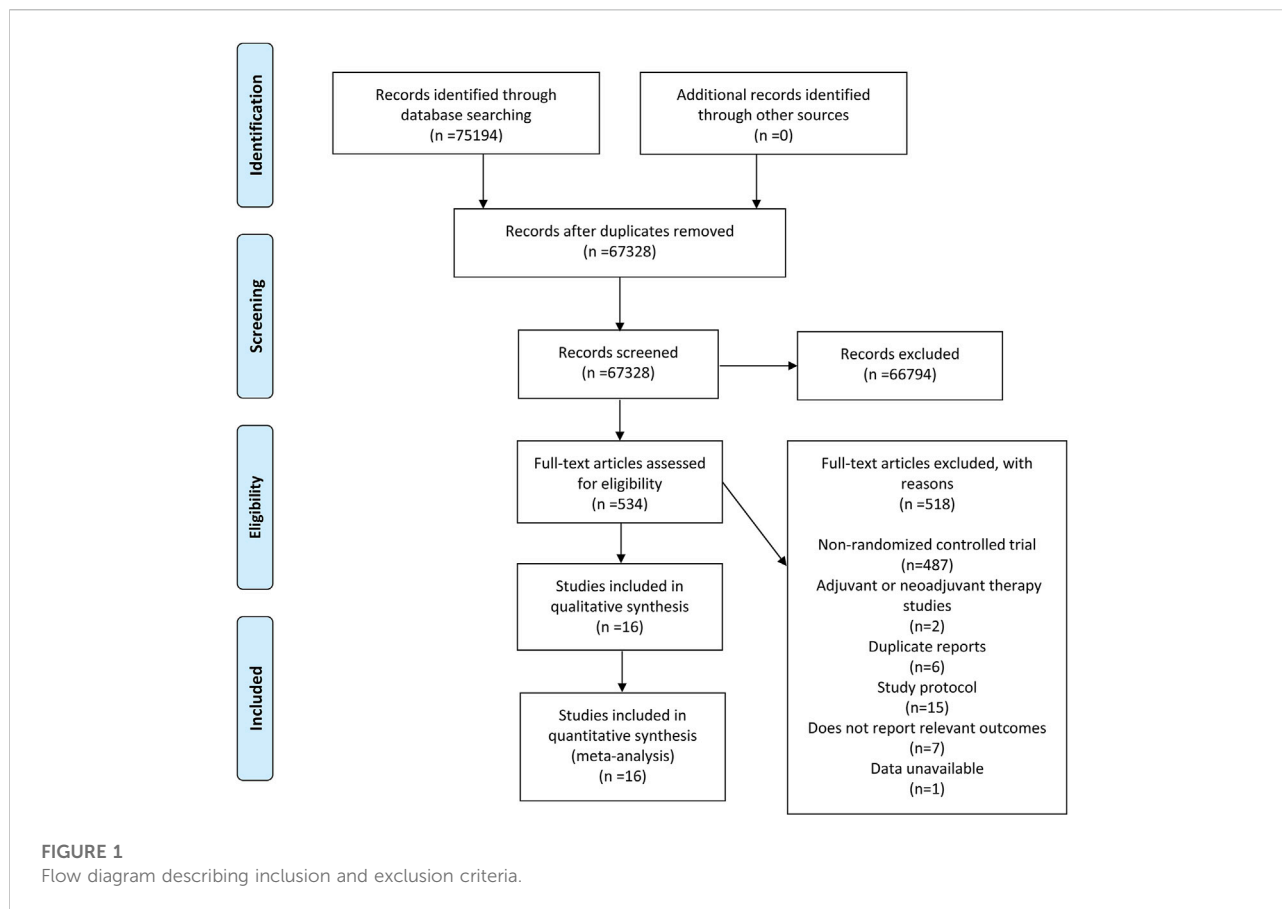 Identification
Records identified through
database searching
(n =75194)
Additional records identified
through other sources
(n =0)
Records after duplicates removed
(n =67328)
Screening
Records screened
(n =67328)
Records excluded
(n =66794)
Eligibility
Full-text articles assessed
for eligibility
(n =534)
Full-text articles excluded, with
reasons
(n =518)
Non-randomized controlled trial
(n=487)
Adjuvant or neoadjuvant therapy
studies
(n=2)
Duplicate reports
(n=6)
Study protocol
(n=15)
Does not report relevant outcomes
(n=7)
Data unavailable
(n=1)
Studies included in
qualitative synthesis
(n =16)
Included
Studies included in
quantitative synthesis
(meta-analysis)
(n =16)
FIGURE 1
Flow diagram describing inclusion and exclusion criteria.